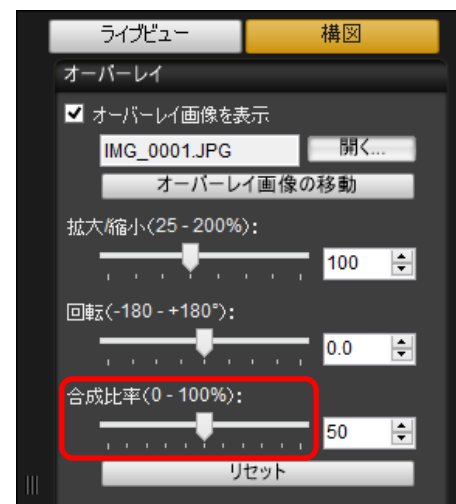 ライブビュー 構図
オーバーレイ
オーバーレイ画像を表示
IMG_0001.JPG 開く...
オーバーレイ画像の移動
拡大/縮小(25 - 200%):
100
回転(-180 - +180°):
0.0
合成比率(0 - 100%):
50
リセット